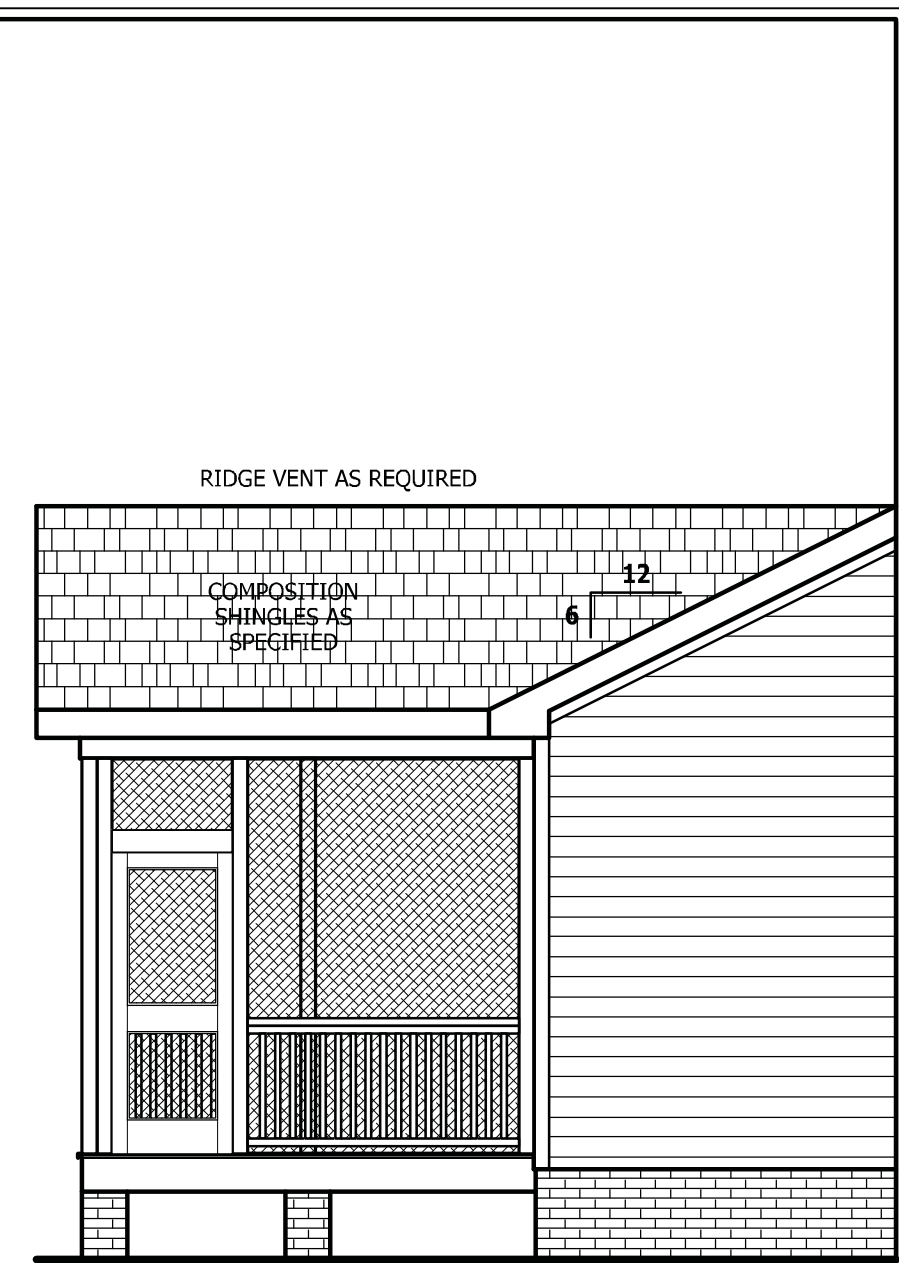 RIDGE VENT AS REQUIRED
COMPOSITION
SHINGLES AS
SPECIFIED
12
6